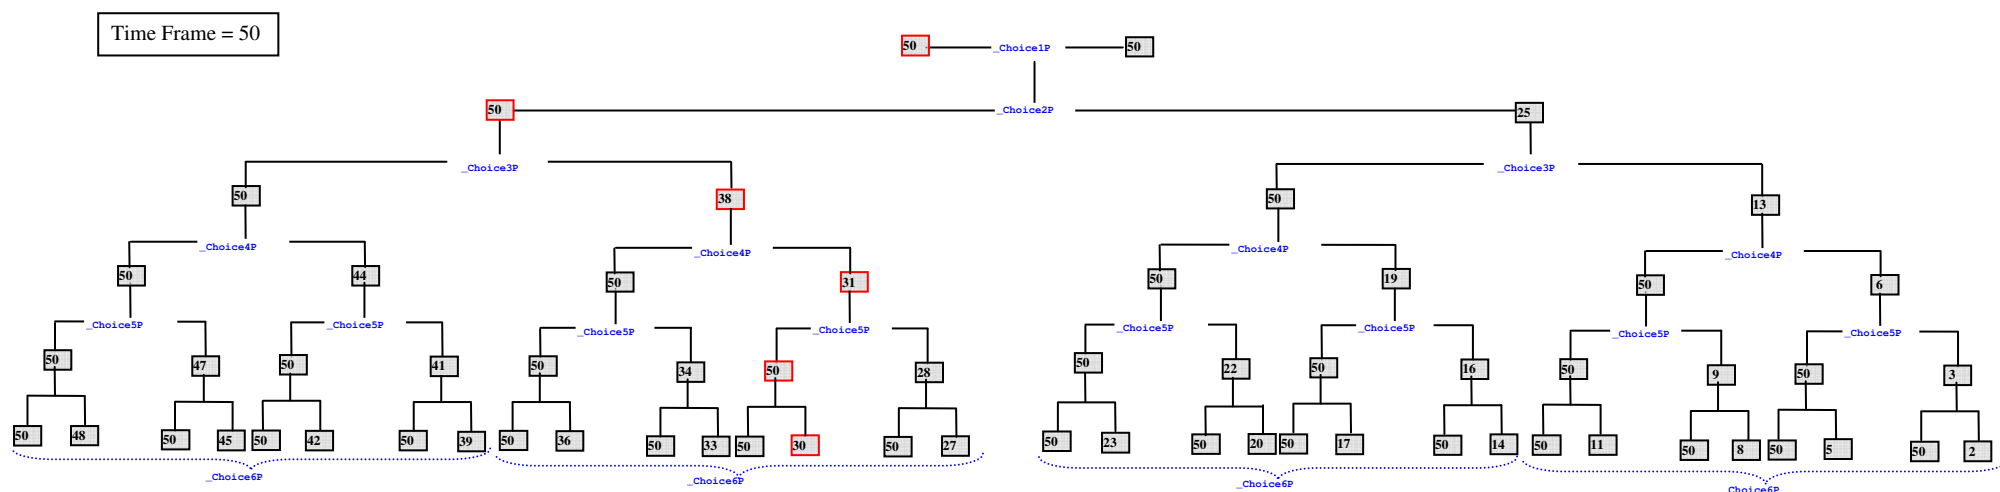 Time Frame = 50
50 _Choice1P 50
50 _Choice2P 25
_Choice3P _Choice3P
50 38 50 13
_Choice4P _Choice4P _Choice4P _Choice4P
50 44 50 31 50 19 50 6
_Choice5P _Choice5P _Choice5P _Choice5P _Choice5P _Choice5P _Choice5P _Choice5P
50 47 50 41 50 34 50 28 50 22 50 16 50 9 50 3
50 48 50 45 50 42 50 39 50 36 50 33 50 30 50 27 50 23 50 20 50 17 50 14 50 11 50 8 50 5 50 2
_Choice6P _Choice6P _Choice6P _Choice6P